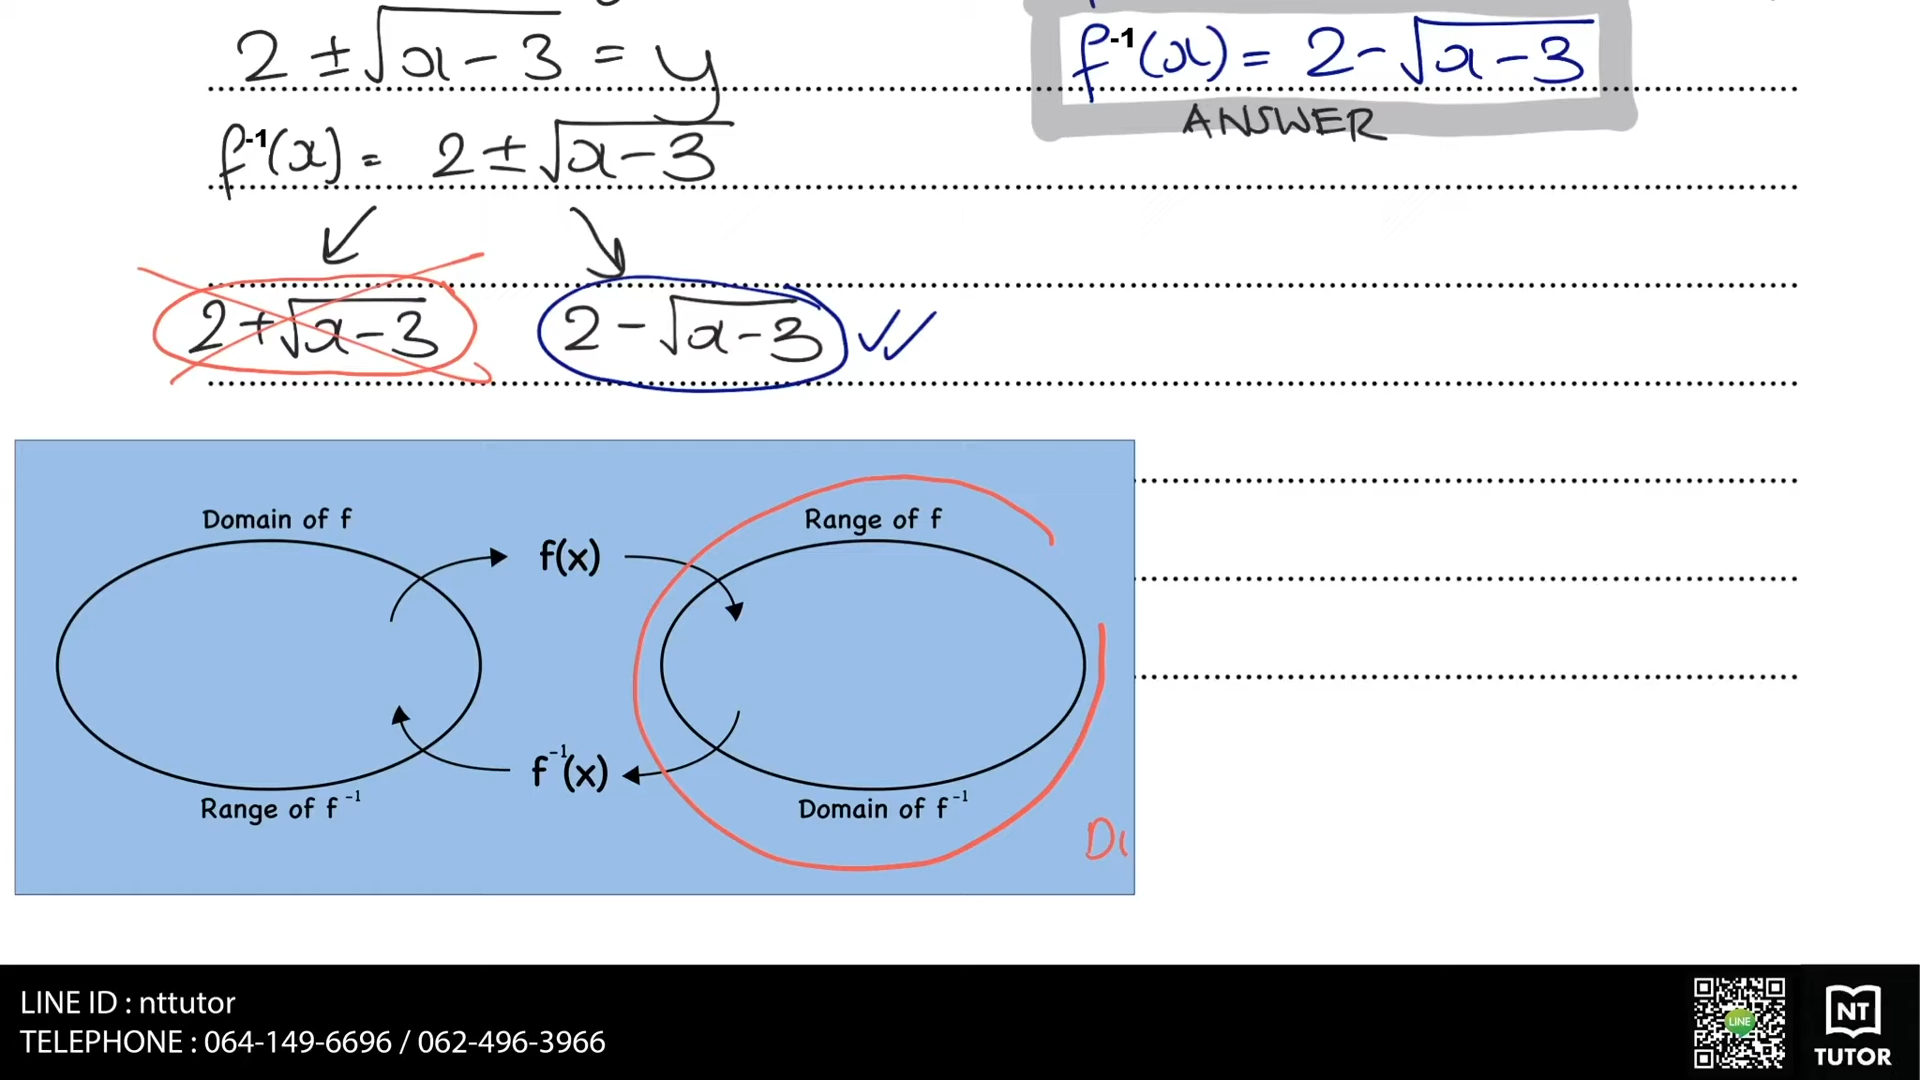 2 ± √x - 3 = y
f-1(x) = 2 ± √x - 3
2 + √x - 3
2 - √x - 3
f-1(x) = 2 - √x - 3
ANSWER
Domain of f
Range of f
f(x)
f-1(x)
Range of f -1
Domain of f -1
LINE ID : nttutor
TELEPHONE : 064-149-6696 / 062-496-3966
LINE
NT
TUTOR